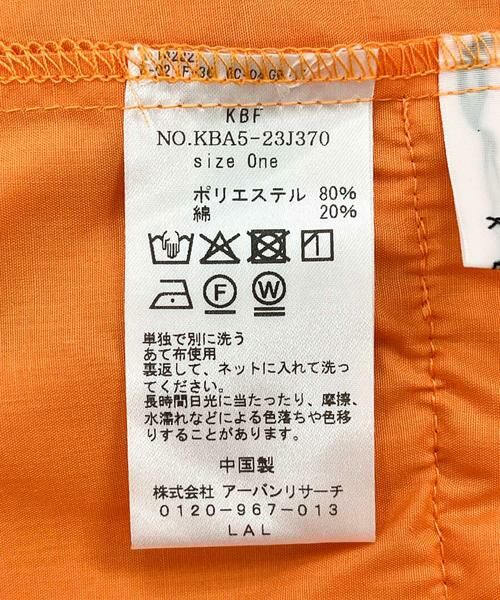 KBF
NO.KBA5-23J370
size One
ポリエステル 80%
綿 20%
F W
単独で別に洗う
あて布使用
裏返して、ネットに入れて洗っ
てください。
長時間日光に当たったり、摩擦、
水濡れなどによる色落ちや色移
りすることがあります。
中国製
株式会社 アーバンリサーチ
0120-967-013
LAL